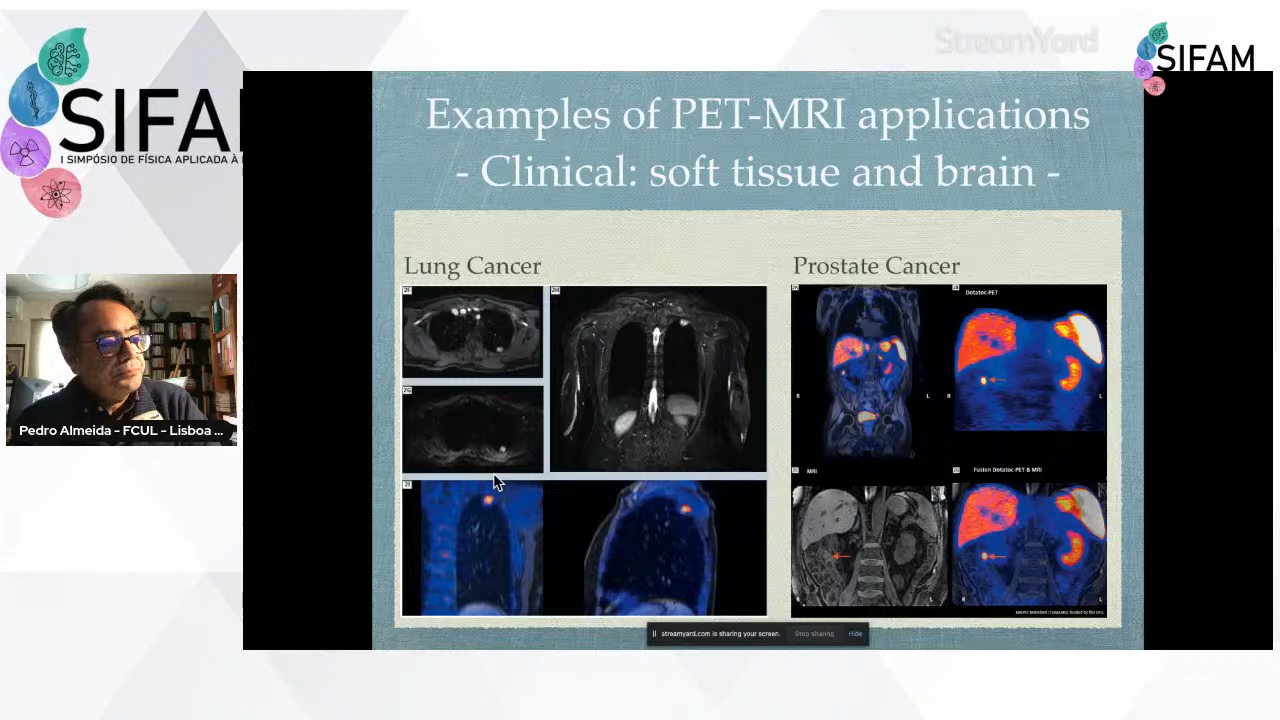 StreamYard
SIFAM
SIFA
I SIMPÓSIO DE FÍSICA APLICADA À
Examples of PET-MRI applications
- Clinical: soft tissue and brain -
Lung Cancer
Prostate Cancer
Dotatoc-PET
R
L
R
L
MRI
Fusion Dotatoc-PET & MRI
R
L
R
L
Pedro Almeida - FCUL - Lisboa ...
streamyard.com is sharing your screen.
Stop sharing
Hide